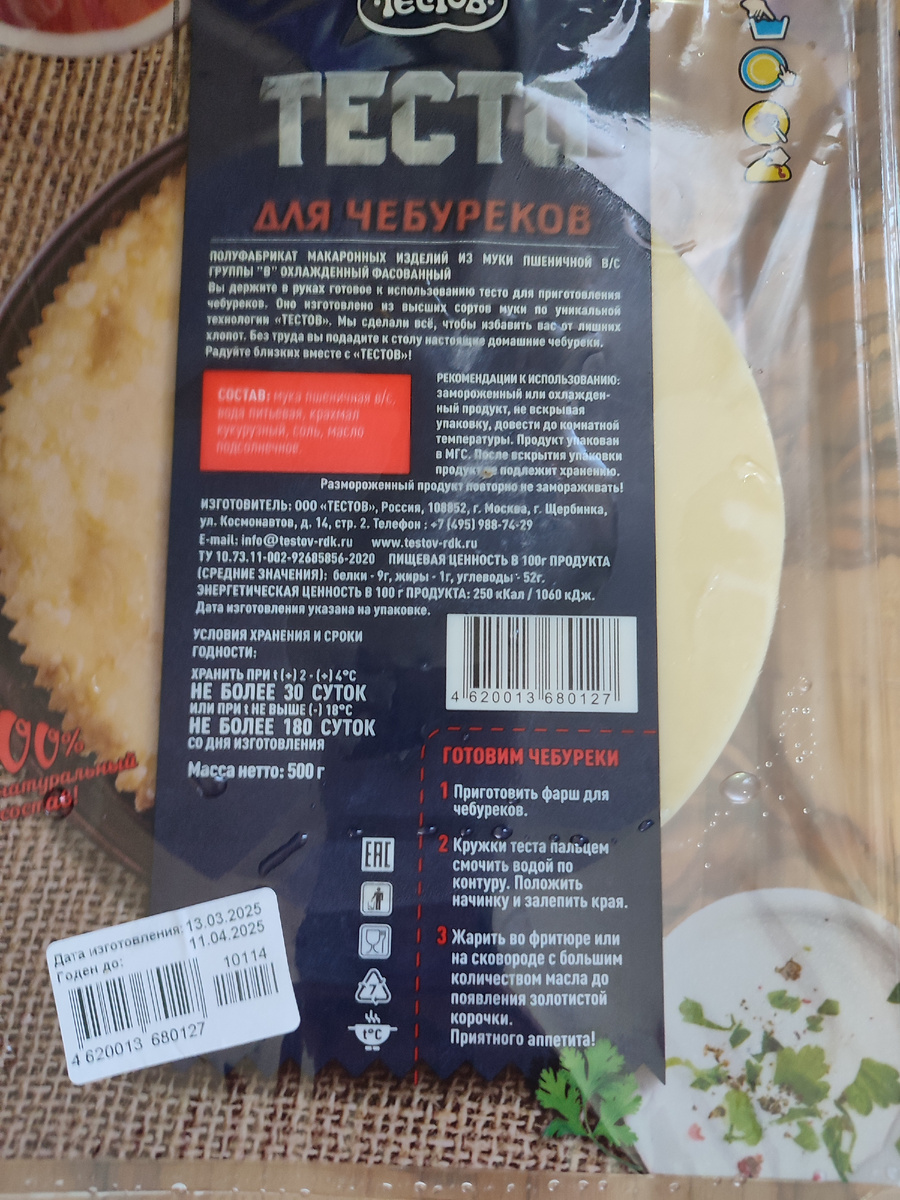 ТЕСТОВ
ТЕСТО
ДЛЯ ЧЕБУРЕКОВ
ПОЛУФАБРИКАТ МАКАРОННЫХ ИЗДЕЛИЙ ИЗ МУКИ ПШЕНИЧНОЙ В/С
ГРУППЫ "В" ОХЛАЖДЕННЫЙ ФАСОВАННЫЙ
Вы держите в руках готовое к использованию тесто для приготовления
чебуреков. Оно изготовлено из высших сортов муки по уникальной
технологии «ТЕСТОВ». Мы сделали всё, чтобы избавить вас от лишних
хлопот. Без труда вы подадите к столу настоящие домашние чебуреки.
Радуйте близких вместе с «ТЕСТОВ»!
СОСТАВ: мука пшеничная в/с,
вода питьевая, крахмал
кукурузный, соль, масло
подсолнечное.
РЕКОМЕНДАЦИИ К ИСПОЛЬЗОВАНИЮ:
замороженный или охлажден-
ный продукт, не вскрывая
упаковку, довести до комнатной
температуры. Продукт упакован
в МГС. После вскрытия упаковки
продукт не подлежит хранению.
Размороженный продукт повторно не замораживать!
ИЗГОТОВИТЕЛЬ: ООО «ТЕСТОВ», Россия, 108852, г. Москва, г. Щербинка,
ул. Космонавтов, д. 14, стр. 2. Телефон : +7 (495) 988-74-29
E-mail: info@testov-rdk.ru www.testov-rdk.ru
ТУ 10.73.11-002-92685856-2020 ПИЩЕВАЯ ЦЕННОСТЬ В 100г ПРОДУКТА
(СРЕДНИЕ ЗНАЧЕНИЯ): белки - 9г, жиры - 1г, углеводы - 52г.
ЭНЕРГЕТИЧЕСКАЯ ЦЕННОСТЬ В 100 г ПРОДУКТА: 250 кКал / 1060 кДж.
Дата изготовления указана на упаковке.
УСЛОВИЯ ХРАНЕНИЯ И СРОКИ
ГОДНОСТИ:
ХРАНИТЬ ПРИ t (+) 2 - (+) 4°С
НЕ БОЛЕЕ 30 СУТОК
ИЛИ ПРИ t НЕ ВЫШЕ (-) 18°С
НЕ БОЛЕЕ 180 СУТОК
СО ДНЯ ИЗГОТОВЛЕНИЯ
Масса нетто: 500 г
4 620013 680127
ГОТОВИМ ЧЕБУРЕКИ
1 Приготовить фарш для
чебуреков.
2 Кружки теста пальцем
смочить водой по
контуру. Положить
начинку и залепить края.
3 Жарить во фритюре или
на сковороде с большим
количеством масла до
появления золотистой
корочки.
Приятного аппетита!
ЕАС
7
t°C
00%
натуральный
состав!
Дата изготовления: 13.03.2025
Годен до: 11.04.2025
10114
4 620013 680127